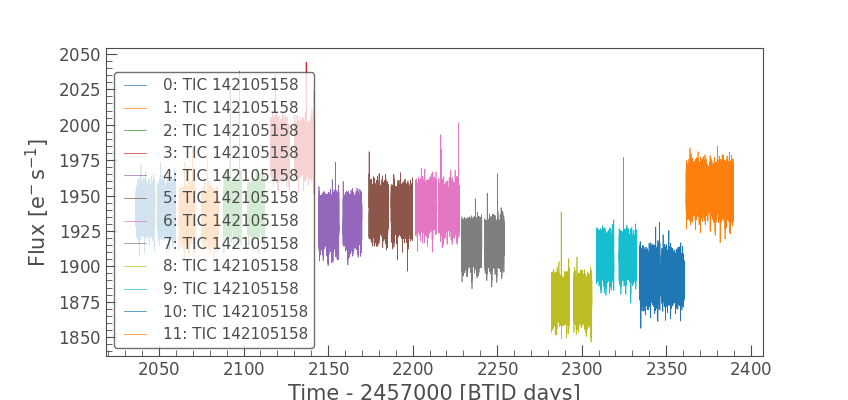 2050
2025
2000
1975
1950
1925
1900
1875
1850
Flux [e⁻ s⁻¹]
0: TIC 142105158
1: TIC 142105158
2: TIC 142105158
3: TIC 142105158
4: TIC 142105158
5: TIC 142105158
6: TIC 142105158
7: TIC 142105158
8: TIC 142105158
9: TIC 142105158
10: TIC 142105158
11: TIC 142105158
2050 2100 2150 2200 2250 2300 2350 2400
Time - 2457000 [BTJD days]